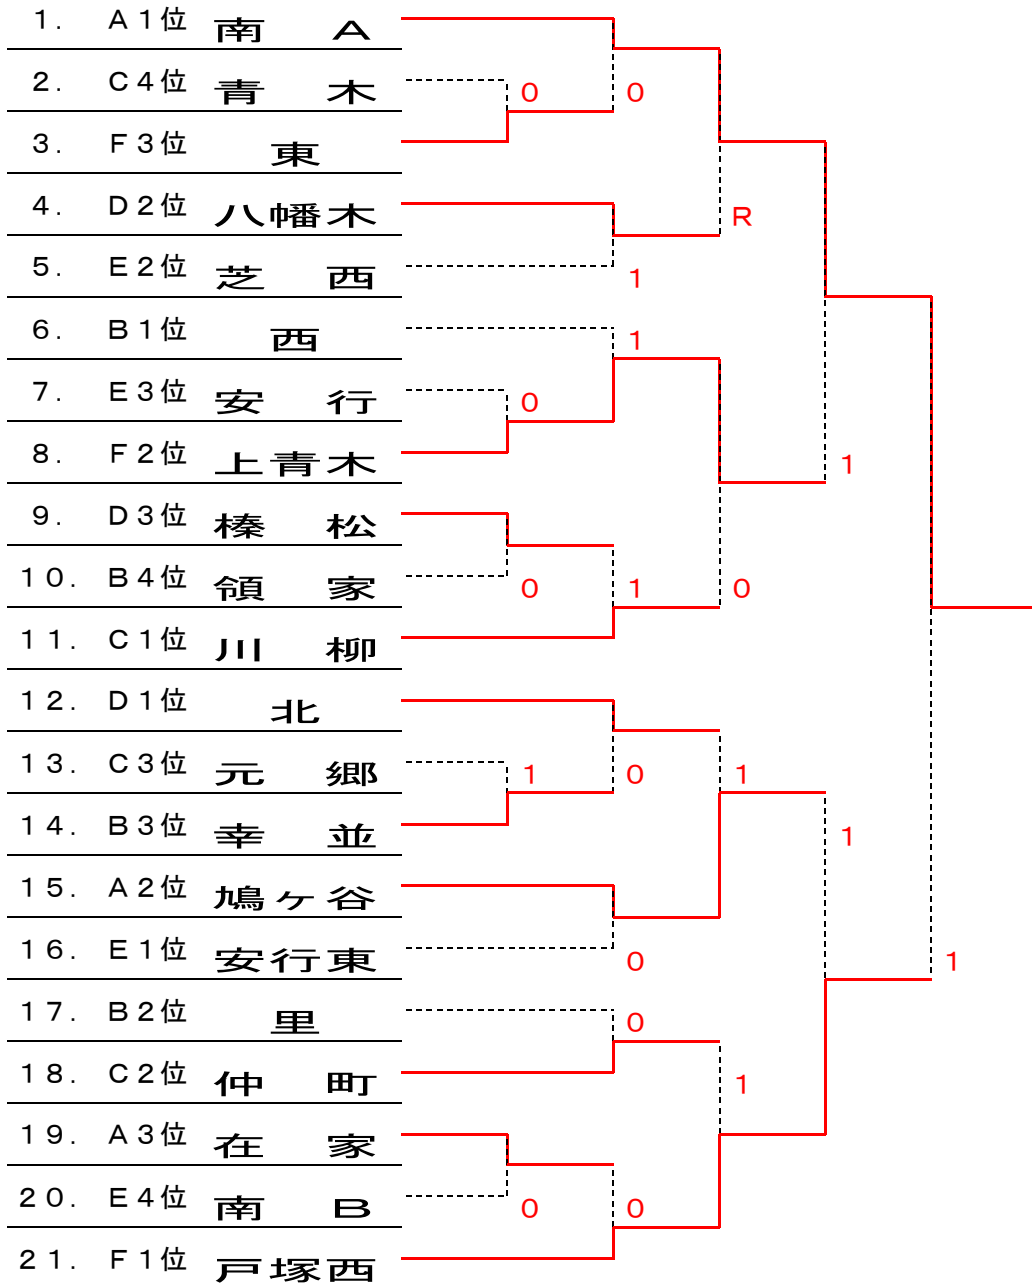 １． Ａ１位 南　Ａ
２． Ｃ４位 青　木 ０ ０
３． Ｆ３位 東
４． Ｄ２位 八幡木 Ｒ
５． Ｅ２位 芝　西 １
６． Ｂ１位 西 １
７． Ｅ３位 安　行 ０
８． Ｆ２位 上青木 １
９． Ｄ３位 榛　松
１０． Ｂ４位 領　家 ０ １ ０
１１． Ｃ１位 川　柳
１２． Ｄ１位 北
１３． Ｃ３位 元　郷 １ ０ １
１４． Ｂ３位 幸　並 １
１５． Ａ２位 鳩ヶ谷
１６． Ｅ１位 安行東 ０ １
１７． Ｂ２位 里 ０
１８． Ｃ２位 仲　町 １
１９． Ａ３位 在　家
２０． Ｅ４位 南　Ｂ ０ ０
２１． Ｆ１位 戸塚西